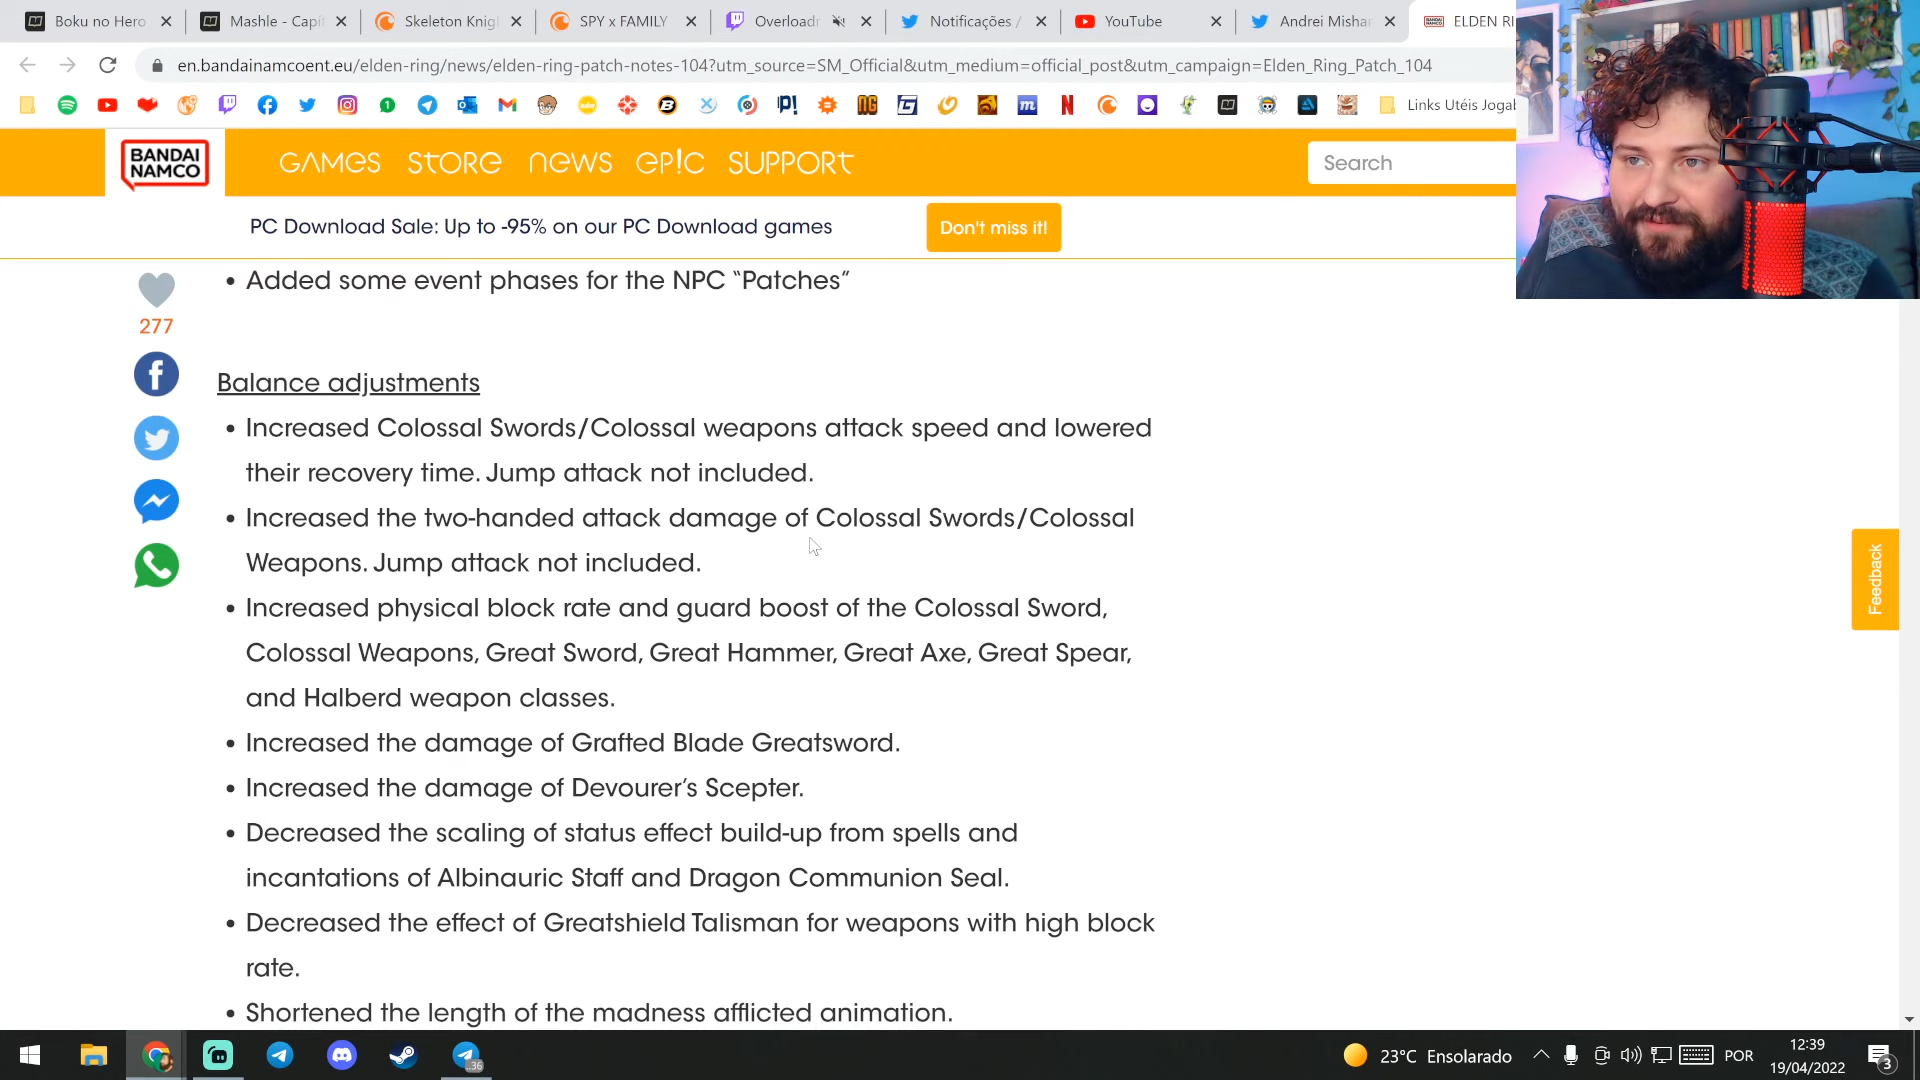 Boku no Hero
Mashle - Capí
Skeleton Knig
SPY x FAMILY
Overloadr
Notificações /
YouTube
Andrei Mishan
ELDEN RI
en.bandainamcoent.eu/elden-ring/news/elden-ring-patch-notes-104?utm_source=SM_Official&utm_medium=official_post&utm_campaign=Elden_Ring_Patch_104
Links Utéis Jogab
BANDAI
NAMCO
GAMES STORE NEWS EP!C SUPPORT
Search
PC Download Sale: Up to -95% on our PC Download games
Don't miss it!
• Added some event phases for the NPC “Patches”
277
Balance adjustments
• Increased Colossal Swords/Colossal weapons attack speed and lowered
their recovery time. Jump attack not included.
• Increased the two-handed attack damage of Colossal Swords/Colossal
Weapons. Jump attack not included.
• Increased physical block rate and guard boost of the Colossal Sword,
Colossal Weapons, Great Sword, Great Hammer, Great Axe, Great Spear,
and Halberd weapon classes.
• Increased the damage of Grafted Blade Greatsword.
• Increased the damage of Devourer’s Scepter.
• Decreased the scaling of status effect build-up from spells and
incantations of Albinauric Staff and Dragon Communion Seal.
• Decreased the effect of Greatshield Talisman for weapons with high block
rate.
• Shortened the length of the madness afflicted animation.
Feedback
36
23°C Ensolarado
POR
12:39
19/04/2022
3